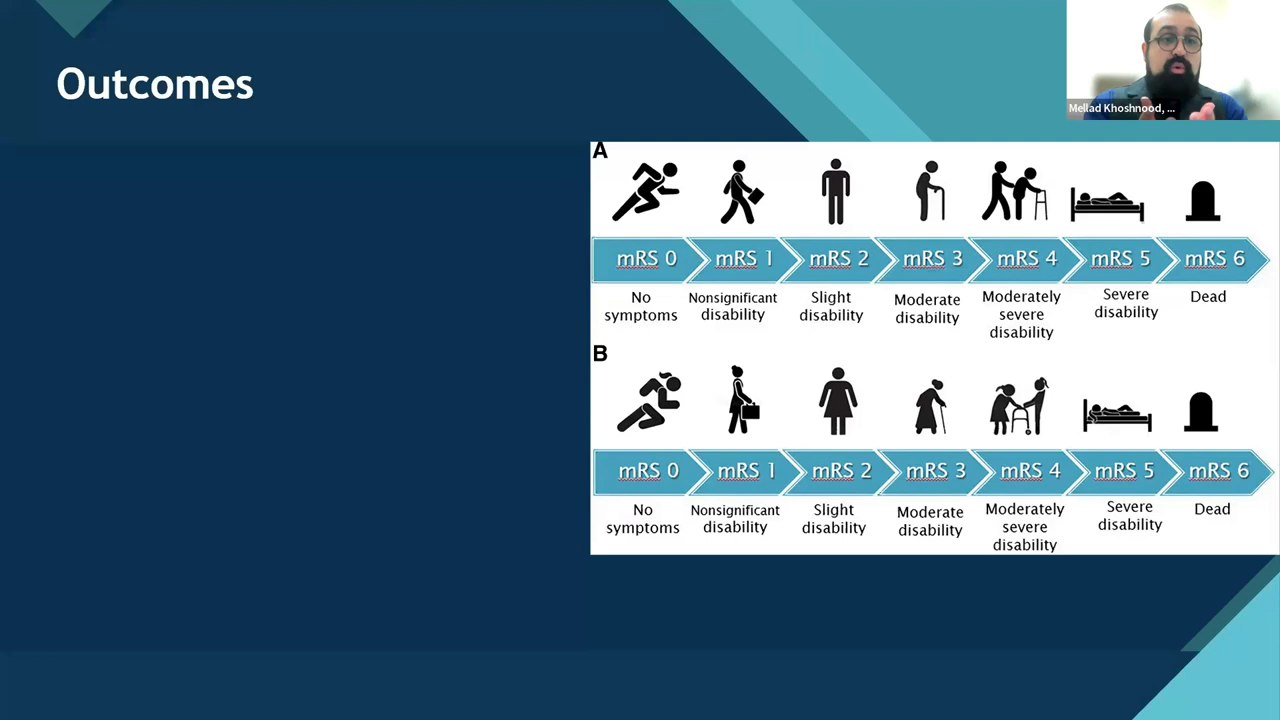 Outcomes
Mellad Khoshnood, ...
A
mRS 0 mRS 1 mRS 2 mRS 3 mRS 4 mRS 5 mRS 6
No symptoms
Nonsignificant disability
Slight disability
Moderate disability
Moderately severe disability
Severe disability
Dead
B
mRS 0 mRS 1 mRS 2 mRS 3 mRS 4 mRS 5 mRS 6
No symptoms
Nonsignificant disability
Slight disability
Moderate disability
Moderately severe disability
Severe disability
Dead